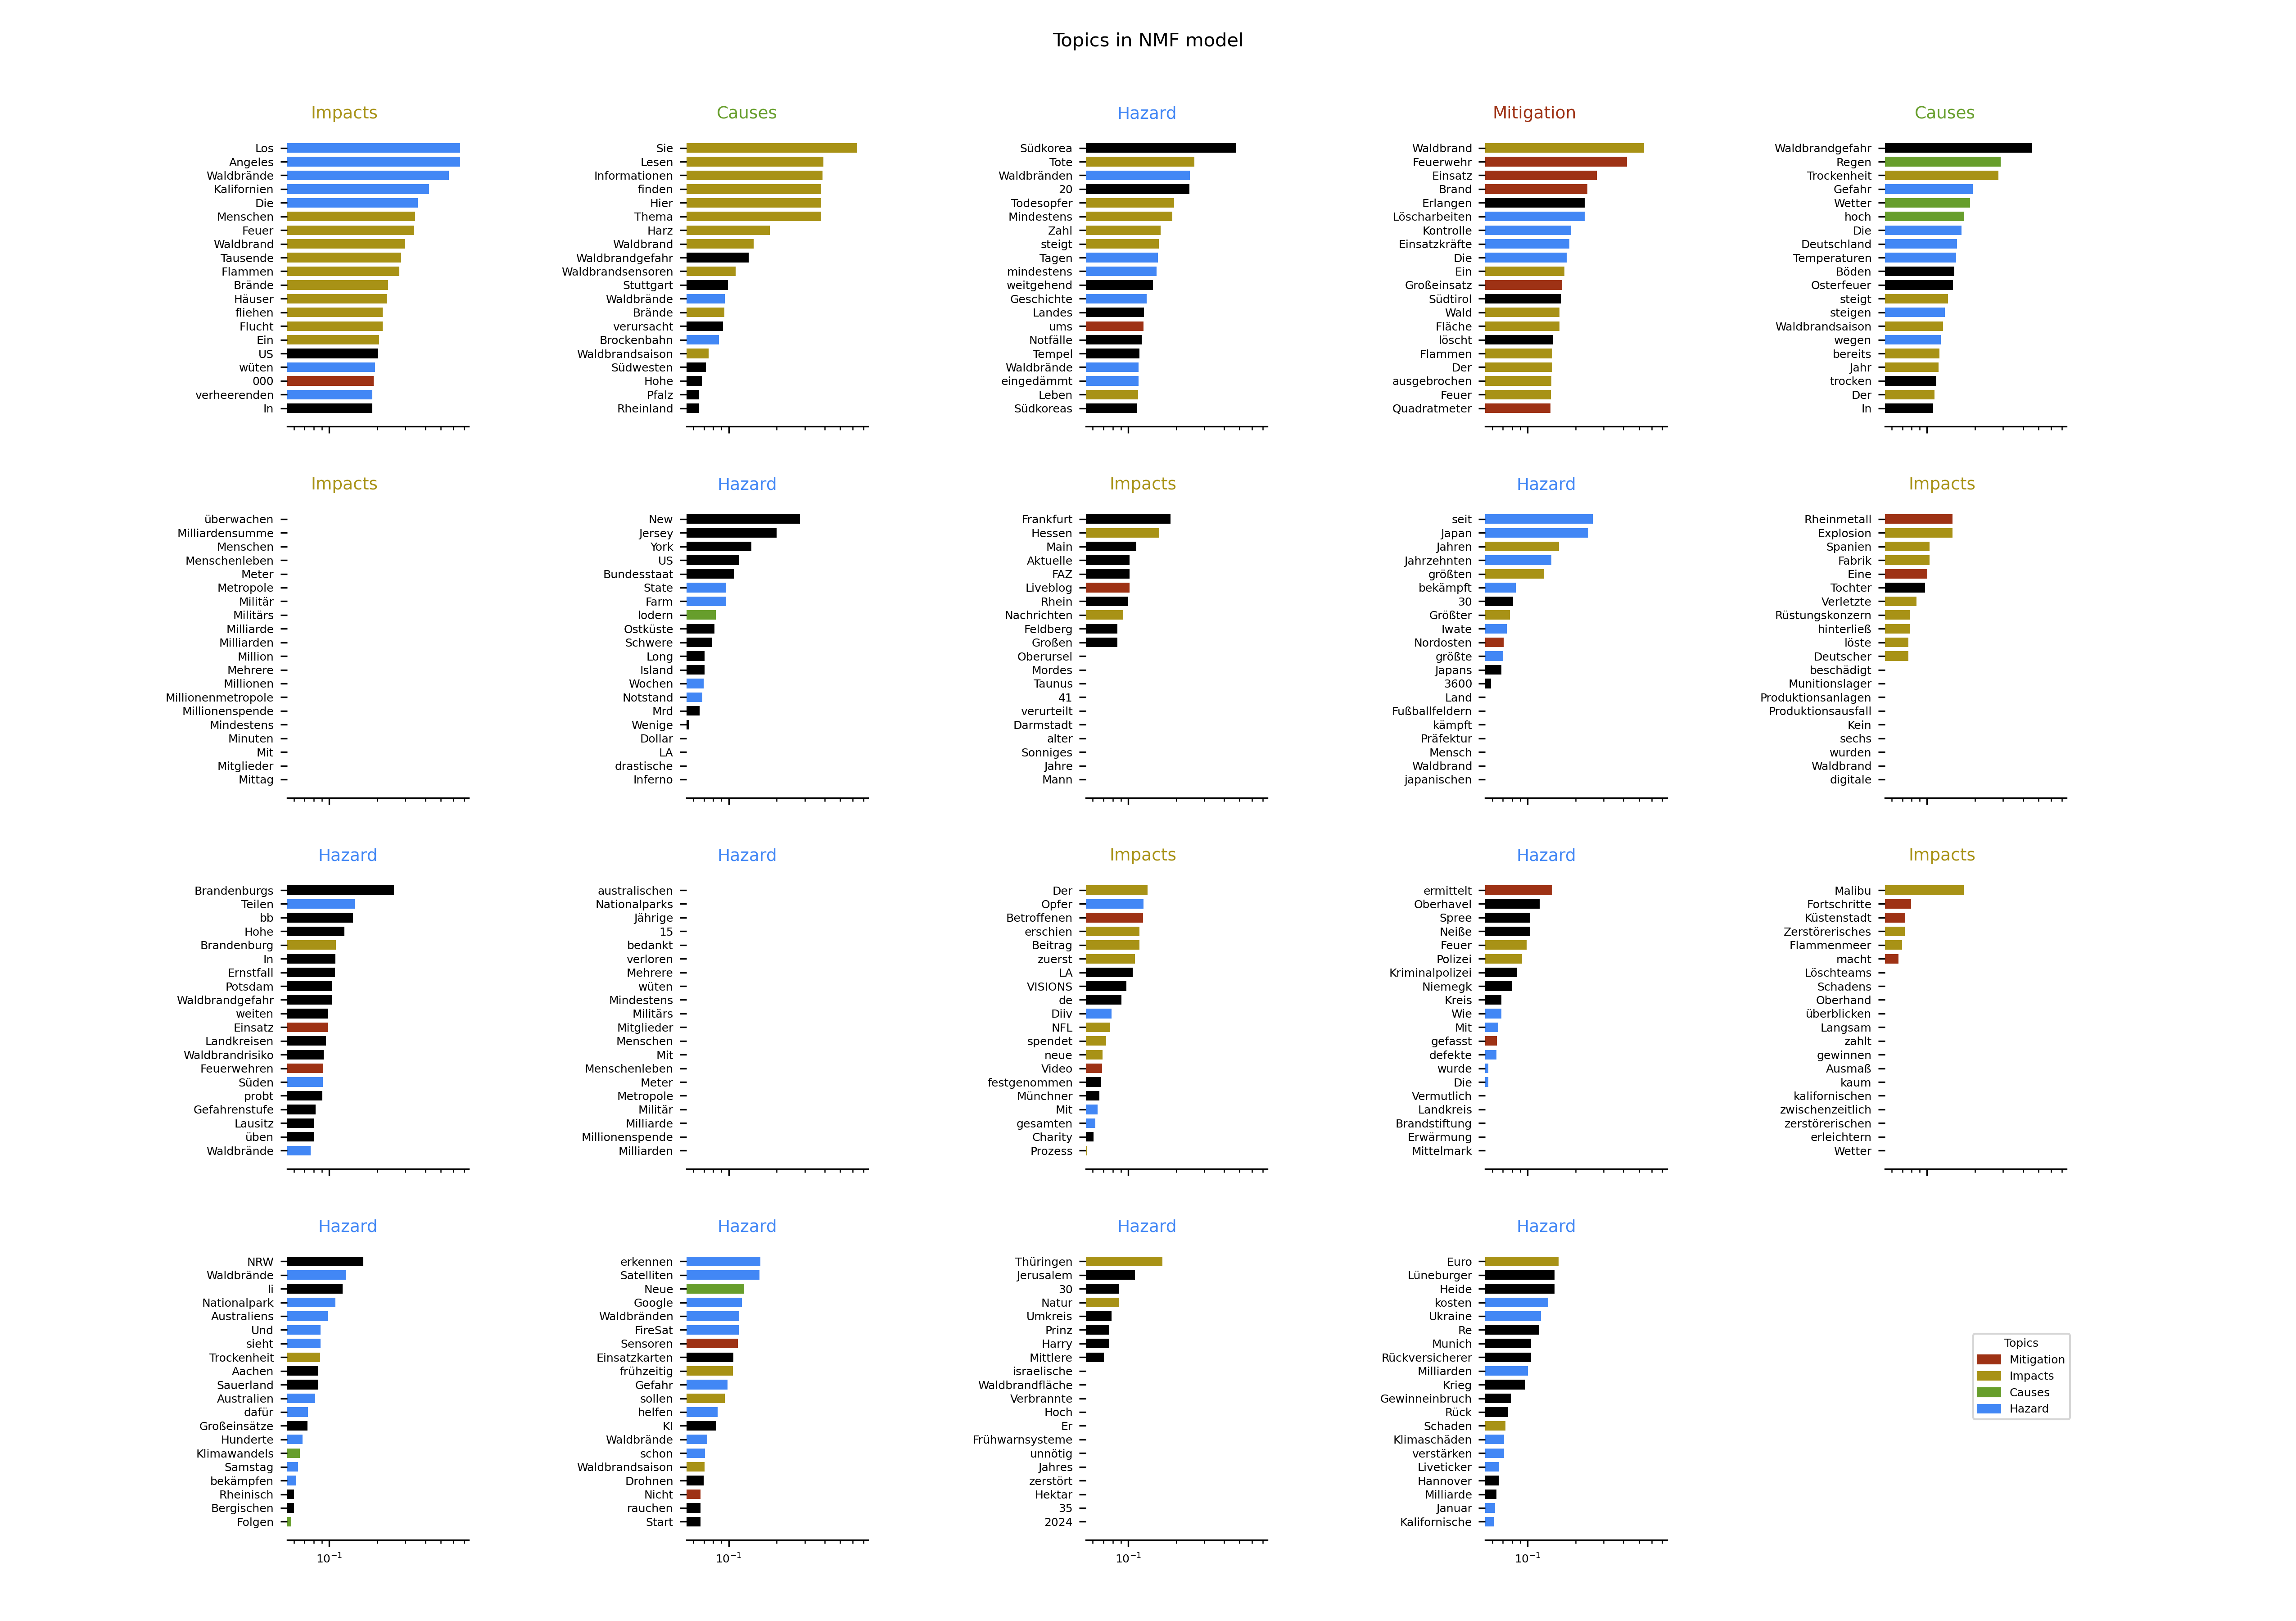 Topics in NMF model
Impacts
Los
Angeles
Waldbrände
Kalifornien
Die
Menschen
Feuer
Waldbrand
Tausende
Flammen
Brände
Häuser
fliehen
Flucht
Ein
US
wüten
000
verheerenden
In
Causes
Sie
Lesen
Informationen
finden
Hier
Thema
Harz
Waldbrand
Waldbrandgefahr
Waldbrandsensoren
Stuttgart
Waldbrände
Brände
verursacht
Brockenbahn
Waldbrandsaison
Südwesten
Hohe
Pfalz
Rheinland
Hazard
Südkorea
Tote
Waldbränden
20
Todesopfer
Mindestens
Zahl
steigt
Tagen
mindestens
weitgehend
Geschichte
Landes
ums
Notfälle
Tempel
Waldbrände
eingedämmt
Leben
Südkoreas
Mitigation
Waldbrand
Feuerwehr
Einsatz
Brand
Erlangen
Löscharbeiten
Kontrolle
Einsatzkräfte
Die
Ein
Großeinsatz
Südtirol
Wald
Fläche
löscht
Flammen
Der
ausgebrochen
Feuer
Quadratmeter
Causes
Waldbrandgefahr
Regen
Trockenheit
Gefahr
Wetter
hoch
Die
Deutschland
Temperaturen
Böden
Osterfeuer
steigt
steigen
Waldbrandsaison
wegen
bereits
Jahr
trocken
Der
In
Impacts
überwachen
Milliardensumme
Menschen
Menschenleben
Meter
Metropole
Militär
Militärs
Milliarde
Milliarden
Million
Mehrere
Millionen
Millionenmetropole
Millionenspende
Mindestens
Minuten
Mit
Mitglieder
Mittag
Hazard
New
Jersey
York
US
Bundesstaat
State
Farm
lodern
Ostküste
Schwere
Long
Island
Wochen
Notstand
Mrd
Wenige
Dollar
LA
drastische
Inferno
Impacts
Frankfurt
Hessen
Main
Aktuelle
FAZ
Liveblog
Rhein
Nachrichten
Feldberg
Großen
Oberursel
Mordes
Taunus
41
verurteilt
Darmstadt
alter
Sonniges
Jahre
Mann
Hazard
seit
Japan
Jahren
Jahrzehnten
größten
bekämpft
30
Größter
Iwate
Nordosten
größte
Japans
3600
Land
Fußballfeldern
kämpft
Präfektur
Mensch
Waldbrand
japanischen
Impacts
Rheinmetall
Explosion
Spanien
Fabrik
Eine
Tochter
Verletzte
Rüstungskonzern
hinterließ
löste
Deutscher
beschädigt
Munitionslager
Produktionsanlagen
Produktionsausfall
Kein
sechs
wurden
Waldbrand
digitale
Hazard
Brandenburgs
Teilen
bb
Hohe
Brandenburg
In
Ernstfall
Potsdam
Waldbrandgefahr
weiten
Einsatz
Landkreisen
Waldbrandrisiko
Feuerwehren
Süden
probt
Gefahrenstufe
Lausitz
üben
Waldbrände
Hazard
australischen
Nationalparks
Jährige
15
bedankt
verloren
Mehrere
wüten
Mindestens
Militärs
Mitglieder
Menschen
Mit
Menschenleben
Meter
Metropole
Militär
Milliarde
Millionenspende
Milliarden
Impacts
Der
Opfer
Betroffenen
erschien
Beitrag
zuerst
LA
VISIONS
de
Diiv
NFL
spendet
neue
Video
festgenommen
Münchner
Mit
gesamten
Charity
Prozess
Hazard
ermittelt
Oberhavel
Spree
Neiße
Feuer
Polizei
Kriminalpolizei
Niemegk
Kreis
Wie
Mit
gefasst
defekte
wurde
Die
Vermutlich
Landkreis
Brandstiftung
Erwärmung
Mittelmark
Impacts
Malibu
Fortschritte
Küstenstadt
Zerstörerisches
Flammenmeer
macht
Löschteams
Schadens
Oberhand
überblicken
Langsam
zahlt
gewinnen
Ausmaß
kaum
kalifornischen
zwischenzeitlich
zerstörerischen
erleichtern
Wetter
Hazard
NRW
Waldbrände
li
Nationalpark
Australiens
Und
sieht
Trockenheit
Aachen
Sauerland
Australien
dafür
Großeinsätze
Hunderte
Klimawandels
Samstag
bekämpfen
Rheinisch
Bergischen
Folgen
10⁻¹
Hazard
erkennen
Satelliten
Neue
Google
Waldbränden
FireSat
Sensoren
Einsatzkarten
frühzeitig
Gefahr
sollen
helfen
KI
Waldbrände
schon
Waldbrandsaison
Drohnen
Nicht
rauchen
Start
10⁻¹
Hazard
Thüringen
Jerusalem
30
Natur
Umkreis
Prinz
Harry
Mittlere
israelische
Waldbrandfläche
Verbrannte
Hoch
Er
Frühwarnsysteme
unnötig
Jahres
zerstört
Hektar
35
2024
10⁻¹
Hazard
Euro
Lüneburger
Heide
kosten
Ukraine
Re
Munich
Rückversicherer
Milliarden
Krieg
Gewinneinbruch
Rück
Schaden
Klimaschäden
verstärken
Liveticker
Hannover
Milliarde
Januar
Kalifornische
10⁻¹
Topics
Mitigation
Impacts
Causes
Hazard